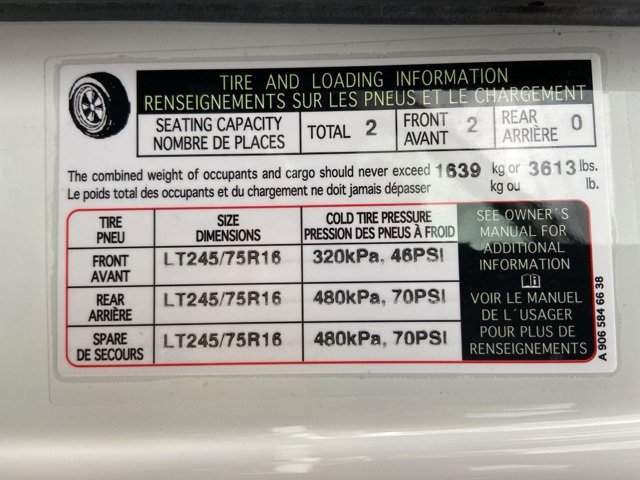 TIRE AND LOADING INFORMATION
RENSEIGNEMENTS SUR LES PNEUS ET LE CHARGEMENT
SEATING CAPACITY
NOMBRE DE PLACES
TOTAL 2
FRONT
AVANT
2
REAR
ARRIÈRE
0
The combined weight of occupants and cargo should never exceed 1639 kg or 3613 lbs.
Le poids total des occupants et du chargement ne doit jamais dépasser kg ou lb.
TIRE
PNEU
SIZE
DIMENSIONS
COLD TIRE PRESSURE
PRESSION DES PNEUS À FROID
FRONT
AVANT
LT245/75R16
320kPa, 46PSI
REAR
ARRIÈRE
LT245/75R16
480kPa, 70PSI
SPARE
DE SECOURS
LT245/75R16
480kPa, 70PSI
SEE OWNER´S
MANUAL FOR
ADDITIONAL
INFORMATION
VOIR LE MANUEL
DE L´USAGER
POUR PLUS DE
RENSEIGNEMENTS
A 906 584 66 38